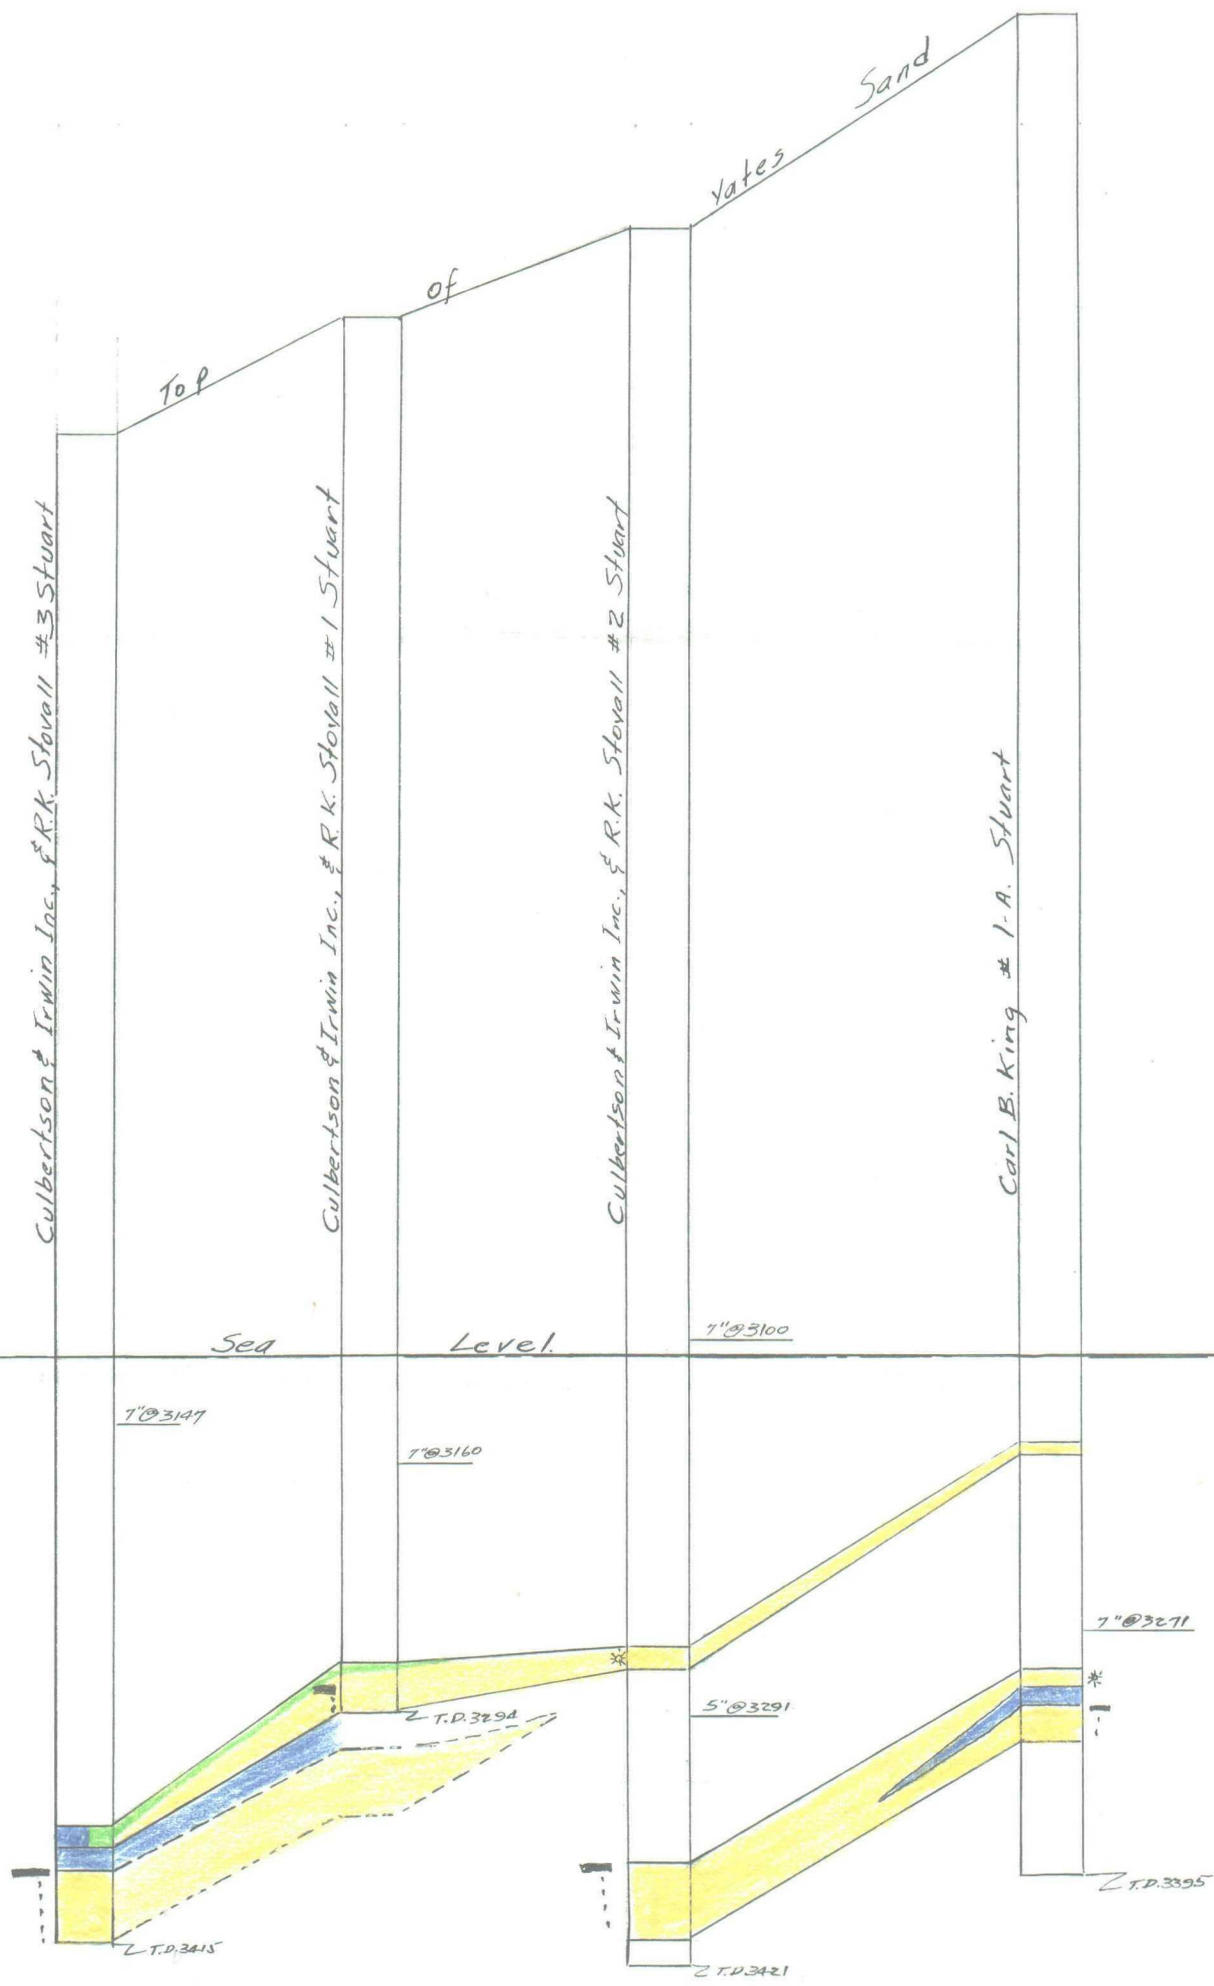 Top of Yates Sand
Culbertson & Irwin Inc., & R.K. Stovall #3 Stuart
Culbertson & Irwin Inc., & R.K. Stovall #1 Stuart
Culbertson & Irwin Inc., & R.K. Stovall #2 Stuart
Carl B. King #1-A. Stuart
Sea Level.
7"@3100
7"@3147
7"@3160
7"@3271
5"@3291
T.D.3294
T.D.3395
T.D.3415
T.D.3421